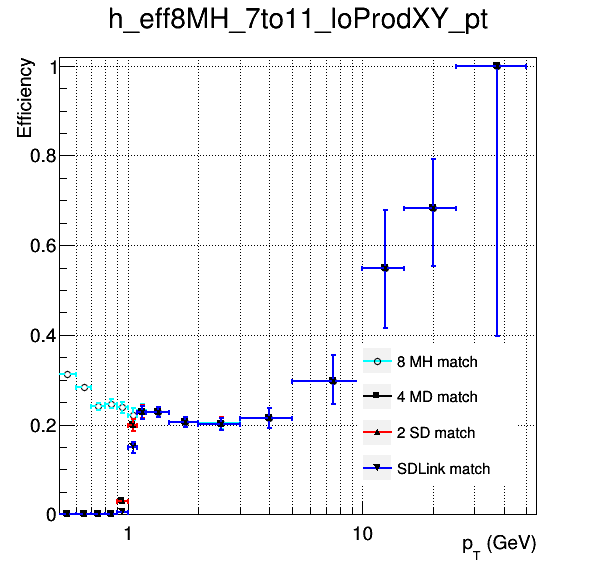 h_eff8MH_7to11_loProdXY_pt
Efficiency
1
0.8
0.6
0.4
0.2
0
8 MH match
4 MD match
2 SD match
SDLink match
1
10
p_T (GeV)